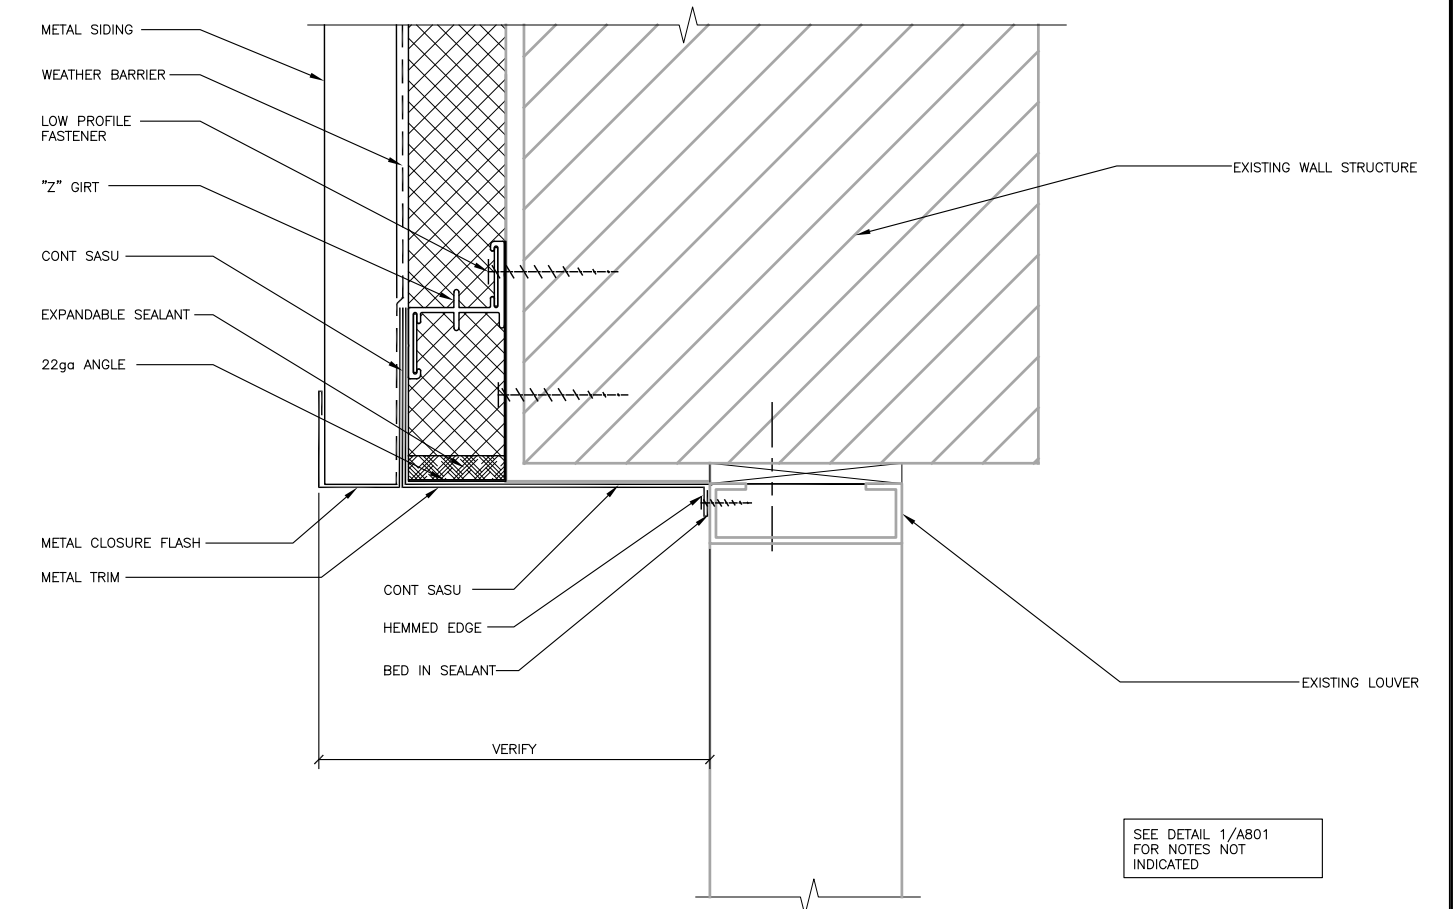 METAL SIDING
WEATHER BARRIER
LOW PROFILE
FASTENER
"Z" GIRT
CONT SASU
EXPANDABLE SEALANT
22ga ANGLE
METAL CLOSURE FLASH
METAL TRIM
CONT SASU
HEMMED EDGE
BED IN SEALANT
VERIFY
EXISTING WALL STRUCTURE
EXISTING LOUVER
SEE DETAIL 1/A801
FOR NOTES NOT
INDICATED